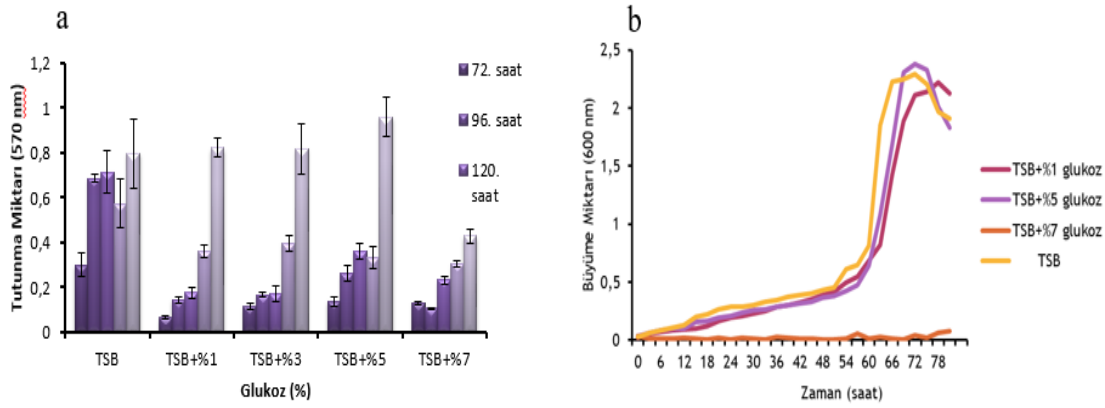 a
Tutunma Miktarı (570 nm)
1,2
1
0,8
0,6
0,4
0,2
0
TSB
TSB+%1
TSB+%3
TSB+%5
TSB+%7
Glukoz (%)
72. saat
96. saat
120.
saat
b
Büyüme Miktarı (600 nm)
2,5
2
1,5
1
0,5
0
0 6 12 18 24 30 36 42 48 54 60 66 72 78
Zaman (saat)
TSB+%1 glukoz
TSB+%5 glukoz
TSB+%7 glukoz
TSB